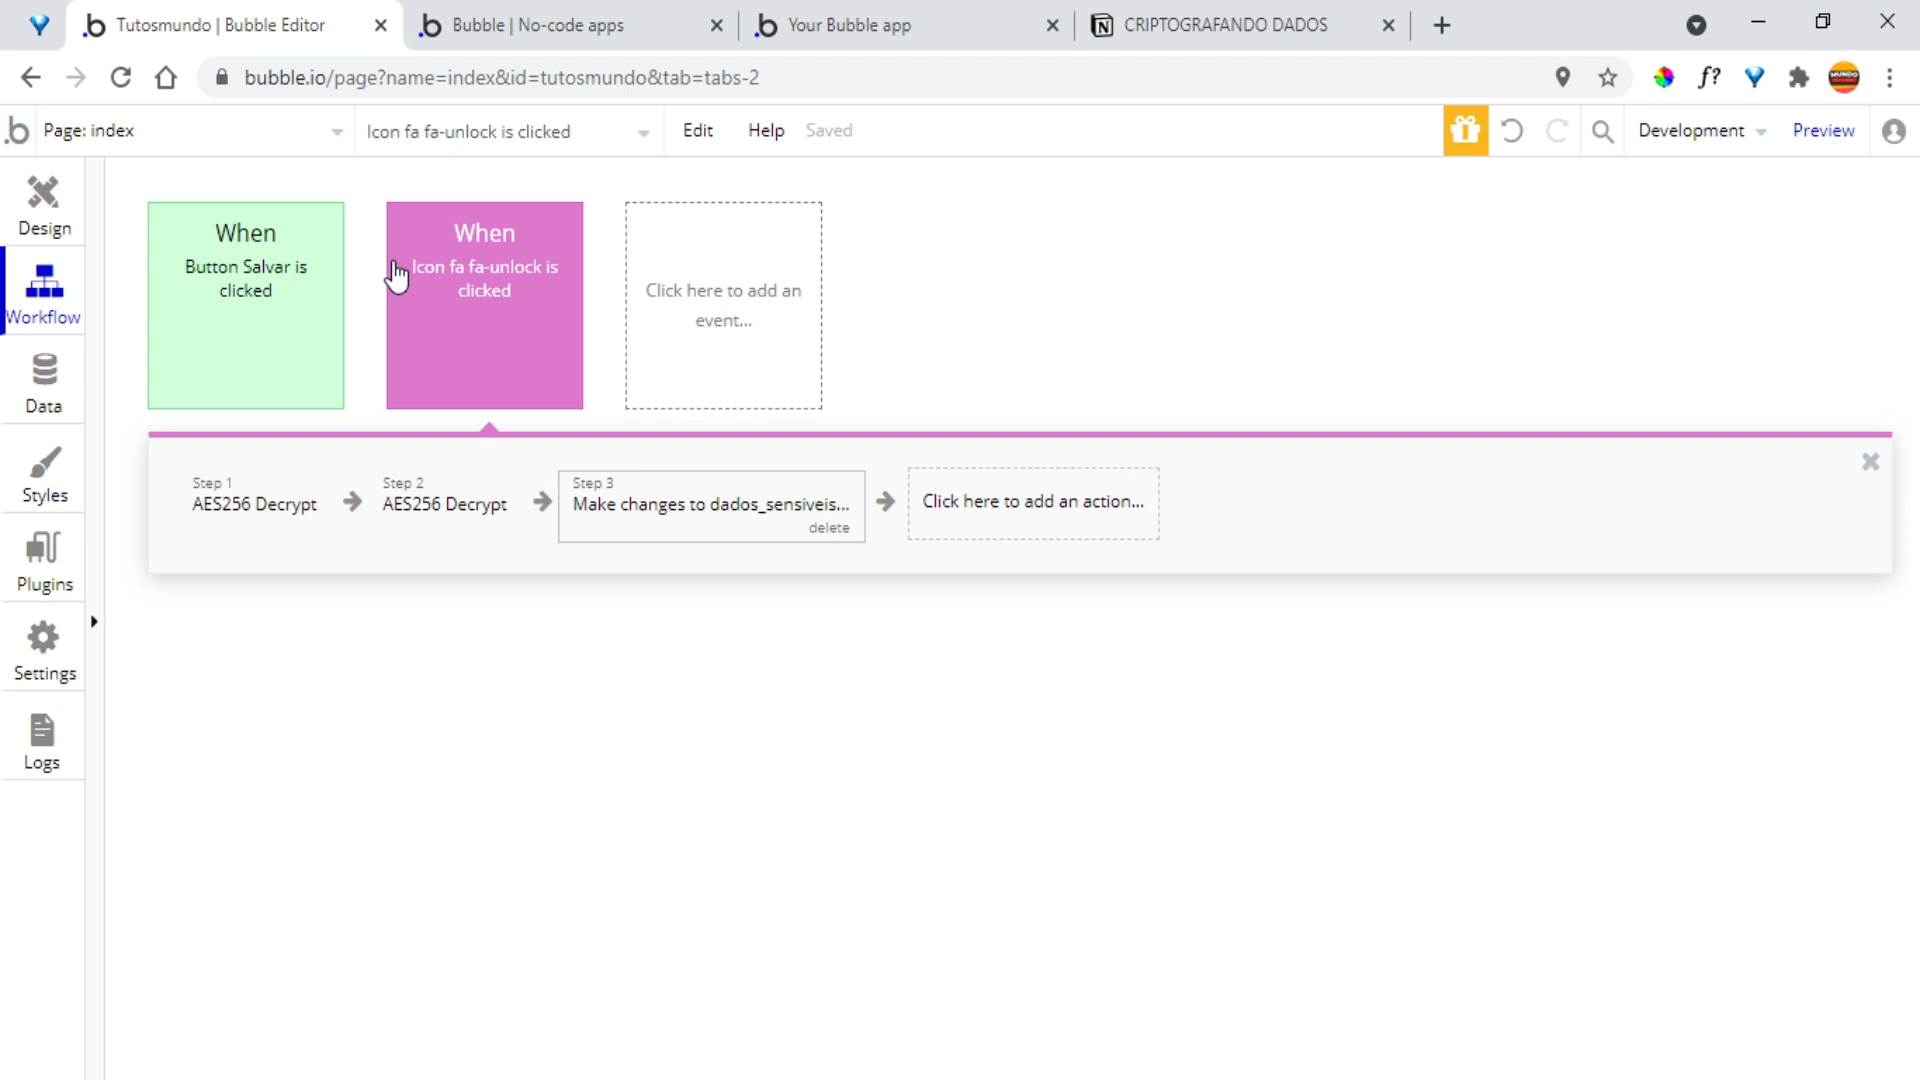 Tutosmundo | Bubble Editor
Bubble | No-code apps
Your Bubble app
CRIPTOGRAFANDO DADOS
bubble.io/page?name=index&id=tutosmundo&tab=tabs-2
f?
Page: index
Icon fa fa-unlock is clicked
Edit
Help
Saved
Development
Preview
Design
Workflow
Data
Styles
Plugins
Settings
Logs
When
Button Salvar is
clicked
When
Icon fa fa-unlock is
clicked
Click here to add an
event...
Step 1
AES256 Decrypt
Step 2
AES256 Decrypt
Step 3
Make changes to dados_sensiveis...
delete
Click here to add an action...